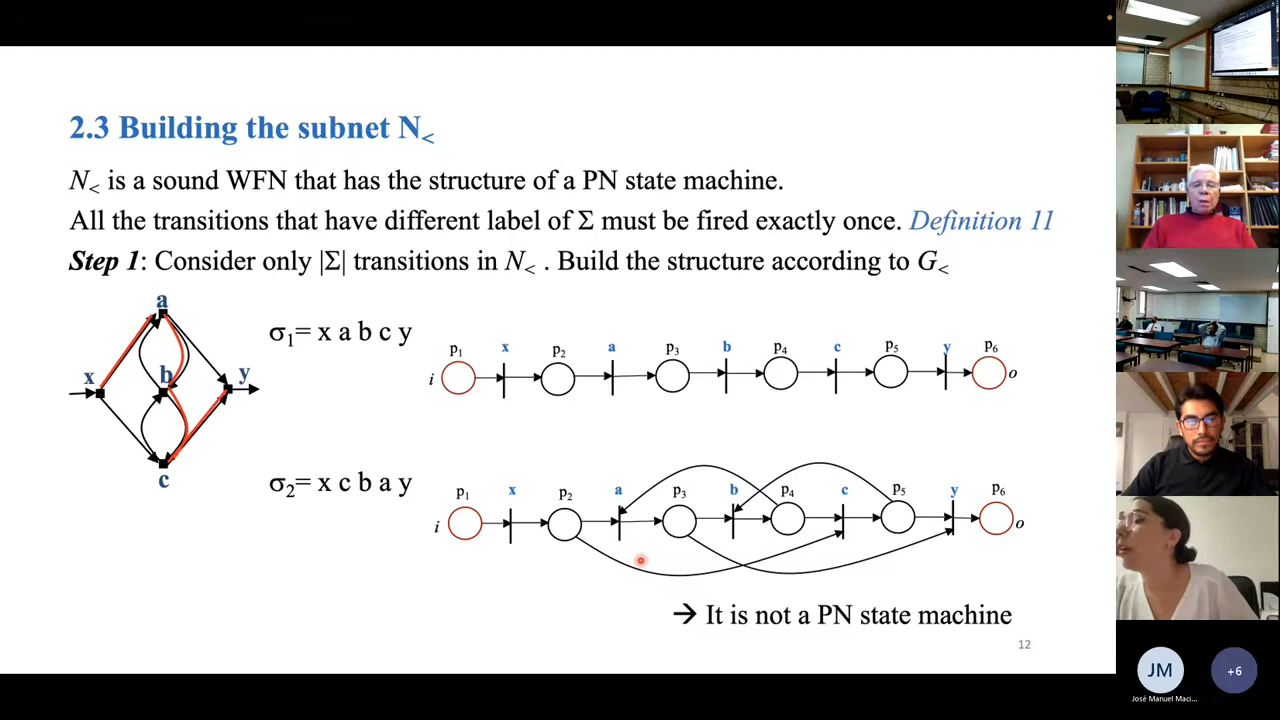 2.3 Building the subnet N<
N< is a sound WFN that has the structure of a PN state machine.
All the transitions that have different label of Σ must be fired exactly once. Definition 11
Step 1: Consider only |Σ| transitions in N< . Build the structure according to G<
a
x
b
y
c
σ1= x a b c y
i
p1
x
p2
a
p3
b
p4
c
p5
y
p6
o
σ2= x c b a y
i
p1
x
p2
a
p3
b
p4
c
p5
y
p6
o
→ It is not a PN state machine
12
JM
José Manuel Maci...
+6